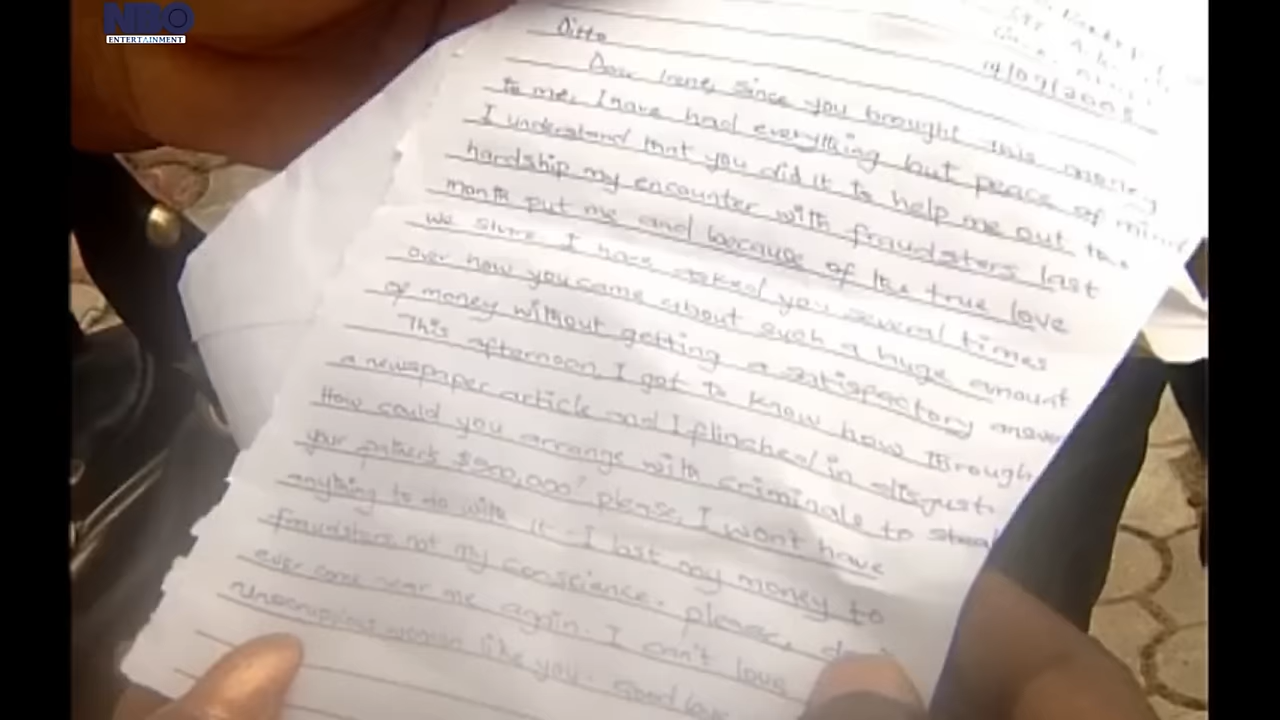 NBO
ENTERTAINMENT
14/07/2008
Ditto
Dear Irene, since you brought this money
to me, I have had everything but peace of mind
I understand that you did it to help me out the
hardship my encounter with fraudsters last
month put me and because of the true love
we share. I have asked you several times
over how you came about such a huge amount
of money without getting a satisfactory answer
This afternoon, I got to know how through
a newspaper article and I flinched in disgust.
How could you arrange with criminals to steal
your father's $900,000? please, I wont have
anything to do with it. I lost my money to
fraudsters not my conscience. please,
ever come near me again. I can't love
woman like you. Good